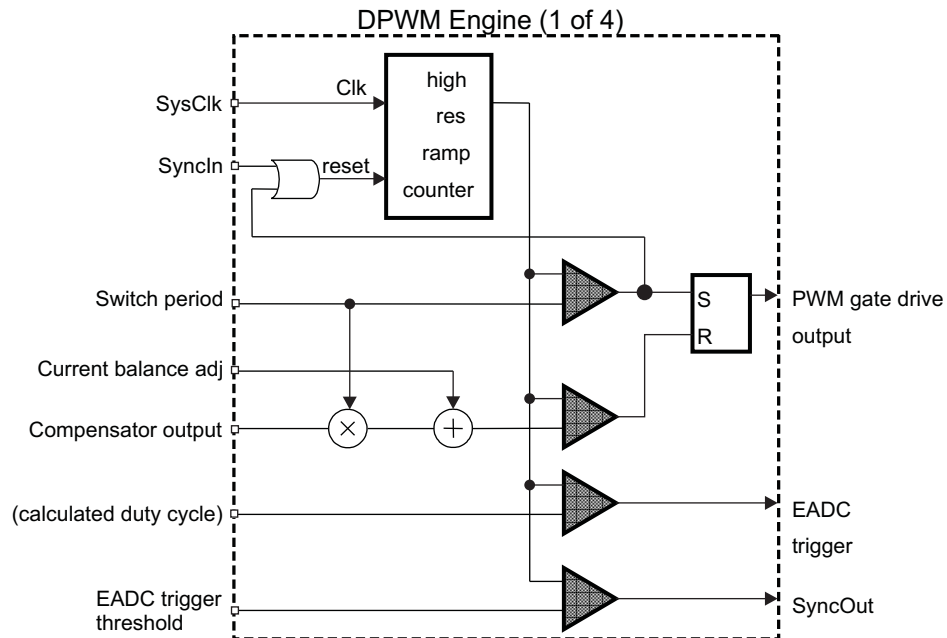 DPWM Engine (1 of 4)
SysClk
Clk
high
res
ramp
counter
SyncIn
reset
Switch period
S
R
PWM gate drive
output
Current balance adj
Compensator output
×
+
(calculated duty cycle)
EADC
trigger
EADC trigger
threshold
SyncOut